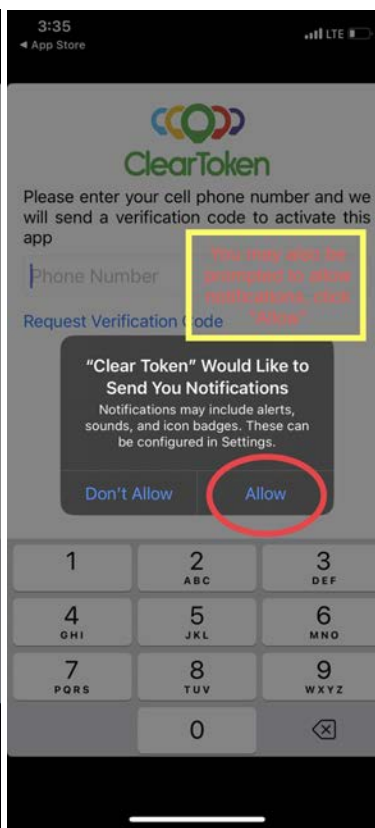 3:35
LTE
◀ App Store
ClearToken
Please enter your cell phone number and we
will send a verification code to activate this
app
You may also be
prompted to allow
notifications, click
"Allow"
Phone Number
Request Verification Code
“Clear Token” Would Like to
Send You Notifications
Notifications may include alerts,
sounds, and icon badges. These can
be configured in Settings.
Don't Allow
Allow
1
2
ABC
3
DEF
4
GHI
5
JKL
6
MNO
7
PQRS
8
TUV
9
WXYZ
0